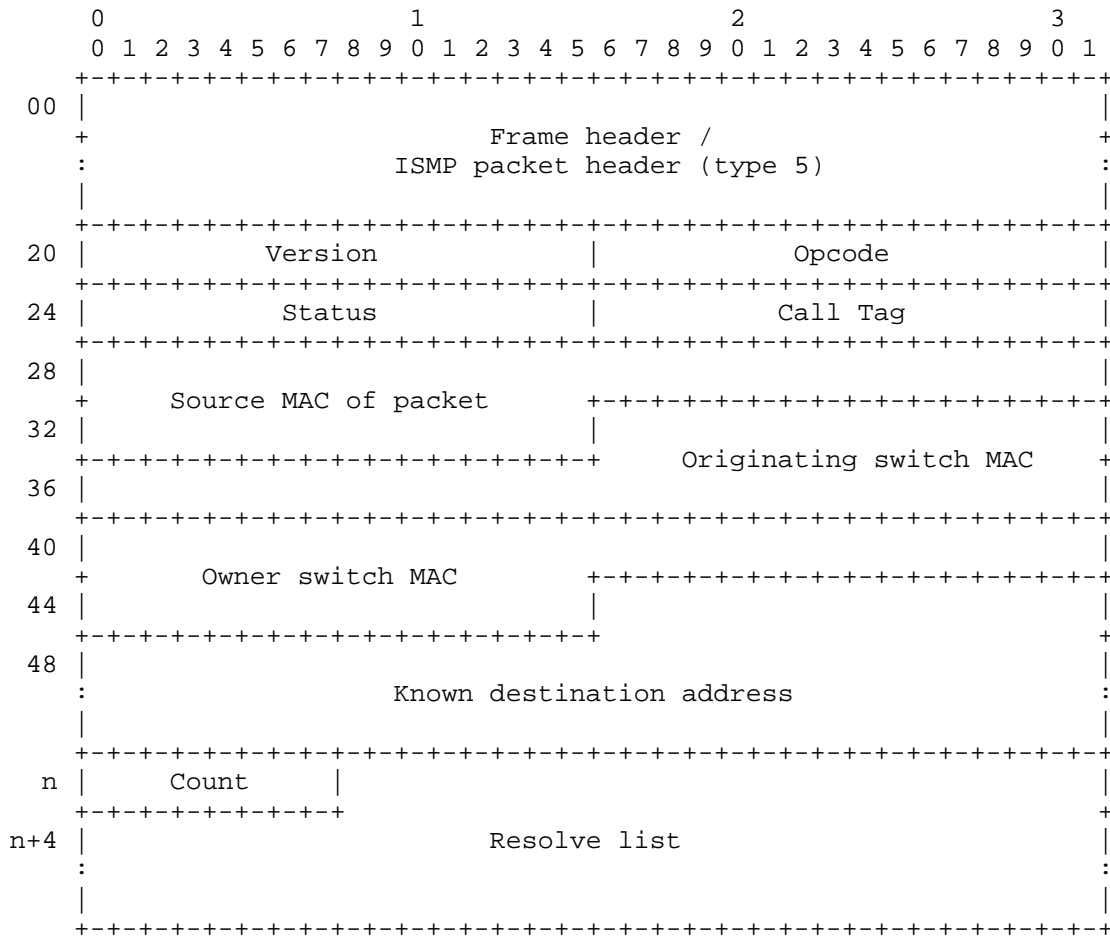 0                   1                   2                   3
       0 1 2 3 4 5 6 7 8 9 0 1 2 3 4 5 6 7 8 9 0 1 2 3 4 5 6 7 8 9 0 1
      +-+-+-+-+-+-+-+-+-+-+-+-+-+-+-+-+-+-+-+-+-+-+-+-+-+-+-+-+-+-+-+-+
   00 |                                                               |
      +                         Frame header /                        +
      :                   ISMP packet header (type 5)                 :
      |                                                               |
      +-+-+-+-+-+-+-+-+-+-+-+-+-+-+-+-+-+-+-+-+-+-+-+-+-+-+-+-+-+-+-+-+
   20 |           Version             |            Opcode             |
      +-+-+-+-+-+-+-+-+-+-+-+-+-+-+-+-+-+-+-+-+-+-+-+-+-+-+-+-+-+-+-+-+
   24 |            Status             |           Call Tag            |
      +-+-+-+-+-+-+-+-+-+-+-+-+-+-+-+-+-+-+-+-+-+-+-+-+-+-+-+-+-+-+-+-+
   28 |                                                               |
      +     Source MAC of packet      +-+-+-+-+-+-+-+-+-+-+-+-+-+-+-+-+
   32 |                               |                               |
      +-+-+-+-+-+-+-+-+-+-+-+-+-+-+-+-+     Originating switch MAC    +
   36 |                                                               |
      +-+-+-+-+-+-+-+-+-+-+-+-+-+-+-+-+-+-+-+-+-+-+-+-+-+-+-+-+-+-+-+-+
   40 |                                                               |
      +       Owner switch MAC        +-+-+-+-+-+-+-+-+-+-+-+-+-+-+-+-+
   44 |                               |                               |
      +-+-+-+-+-+-+-+-+-+-+-+-+-+-+-+-+                               +
   48 |                                                               |
      :                   Known destination address                   :
      |                                                               |
      +-+-+-+-+-+-+-+-+-+-+-+-+-+-+-+-+-+-+-+-+-+-+-+-+-+-+-+-+-+-+-+-+
    n |     Count     |                                               |
      +-+-+-+-+-+-+-+-+                                               +
  n+4 |                         Resolve list                          |
      :                                                               :
      |                                                               |
      +-+-+-+-+-+-+-+-+-+-+-+-+-+-+-+-+-+-+-+-+-+-+-+-+-+-+-+-+-+-+-+-+